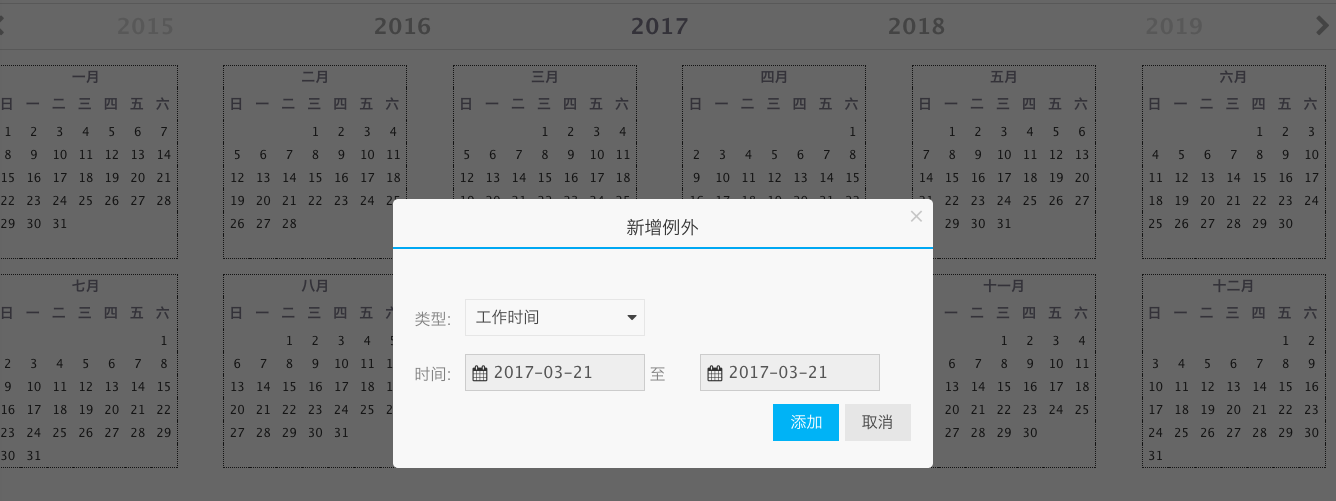 2015 2016 2017 2018 2019
一月 二月 三月 四月 五月 六月
日 一 二 三 四 五 六 日 一 二 三 四 五 六 日 一 二 三 四 五 六 日 一 二 三 四 五 六 日 一 二 三 四 五 六 日 一 二 三 四 五 六
1 2 3 4 5 6 7 1 2 3 4 1 2 3 4 1 1 2 3 4 5 6 1 2 3
8 9 10 11 12 13 14 5 6 7 8 9 10 11 5 6 7 8 9 10 11 2 3 4 5 6 7 8 7 8 9 10 11 12 13 4 5 6 7 8 9 10
15 16 17 18 19 20 21 12 13 14 15 16 17 18 12 13 14 15 16 17 18 9 10 11 12 13 14 15 14 15 16 17 18 19 20 11 12 13 14 15 16 17
22 23 24 25 26 27 28 19 20 21 22 23 24 25 26 27 18 19 20 21 22 23 24
29 30 31 26 27 28 29 30 31 25 26 27 28 29 30
新增例外
七月 八月 十一月 十二月
日 一 二 三 四 五 六 日 一 二 三 四 五 六 一 二 三 四 五 六 日 一 二 三 四 五 六
1 1 2 3 4 1 2 3 4 1 2
2 3 4 5 6 7 8 6 7 8 9 10 11 6 7 8 9 10 11 3 4 5 6 7 8 9
9 10 11 12 13 14 15 13 14 15 16 17 18 13 14 15 16 17 18 10 11 12 13 14 15 16
16 17 18 19 20 21 22 20 21 22 23 24 25 20 21 22 23 24 25 17 18 19 20 21 22 23
23 24 25 26 27 28 29 27 28 29 30 31 27 28 29 30 24 25 26 27 28 29 30
30 31 31
类型: 工作时间
时间: 2017-03-21 至 2017-03-21
添加 取消